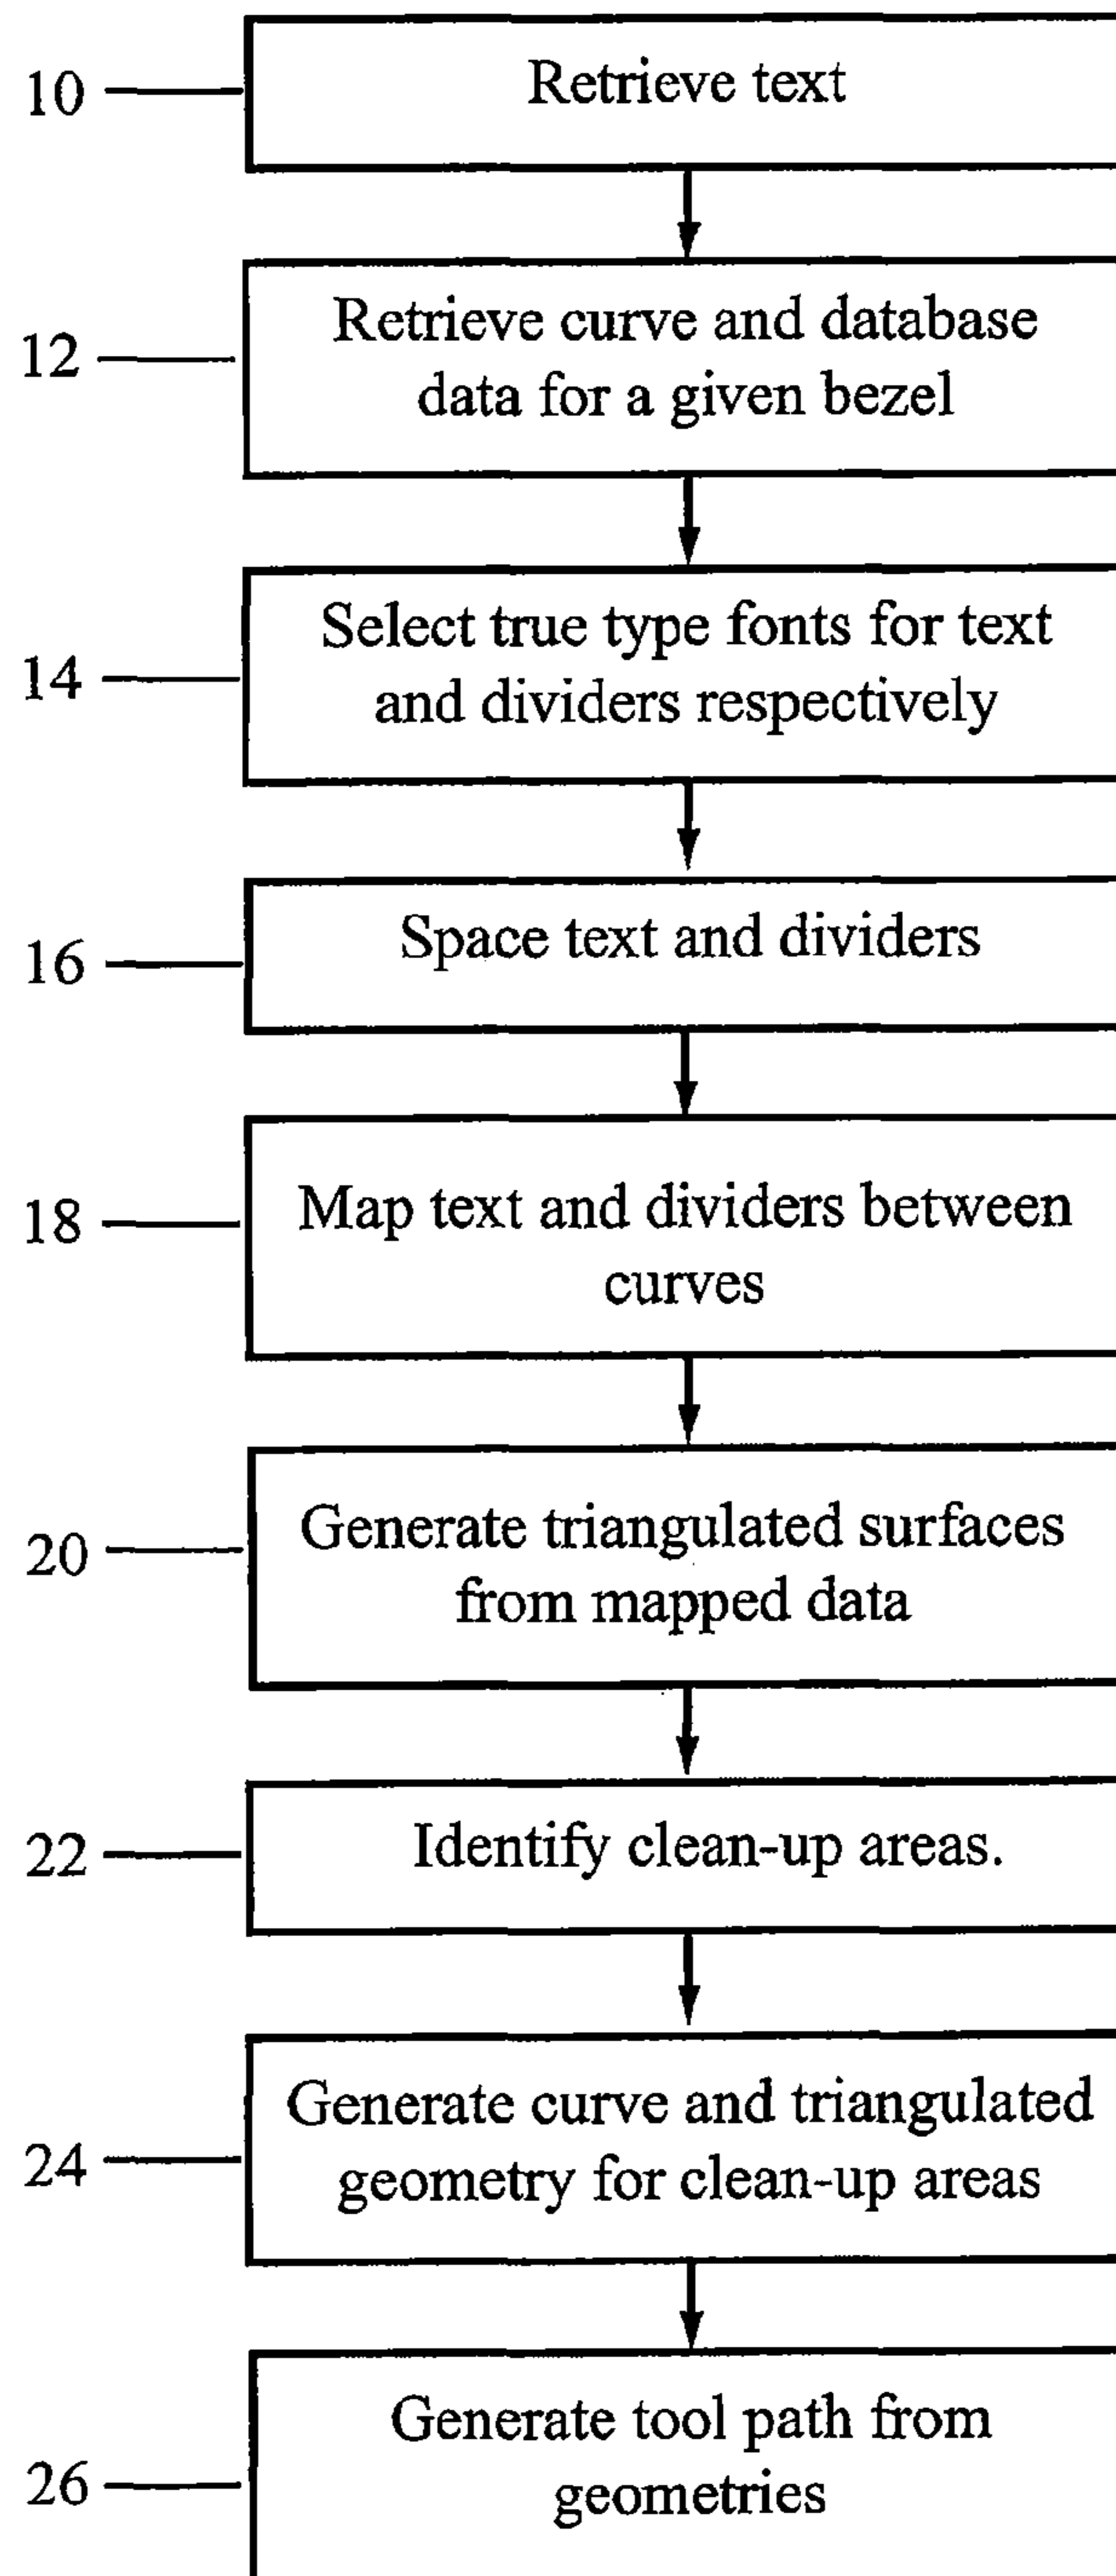 10
Retrieve text
12
Retrieve curve and database
data for a given bezel
14
Select true type fonts for text
and dividers respectively
16
Space text and dividers
18
Map text and dividers between
curves
20
Generate triangulated surfaces
from mapped data
22
Identify clean-up areas.
24
Generate curve and triangulated
geometry for clean-up areas
26
Generate tool path from
geometries